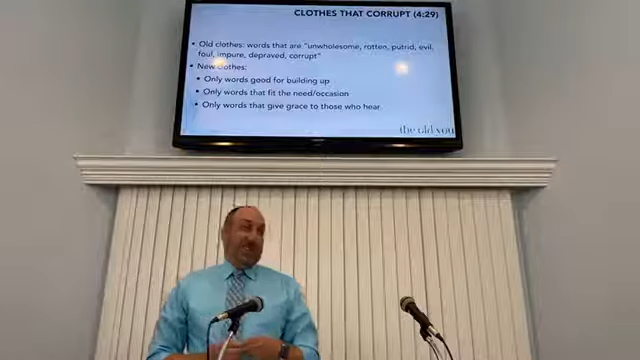 CLOTHES THAT CORRUPT (4:29)
• Old clothes: words that are "unwholesome, rotten, putrid, evil,
foul, impure, depraved, corrupt"
• New clothes:
• Only words good for building up
• Only words that fit the need/occasion
• Only words that give grace to those who hear
the old you